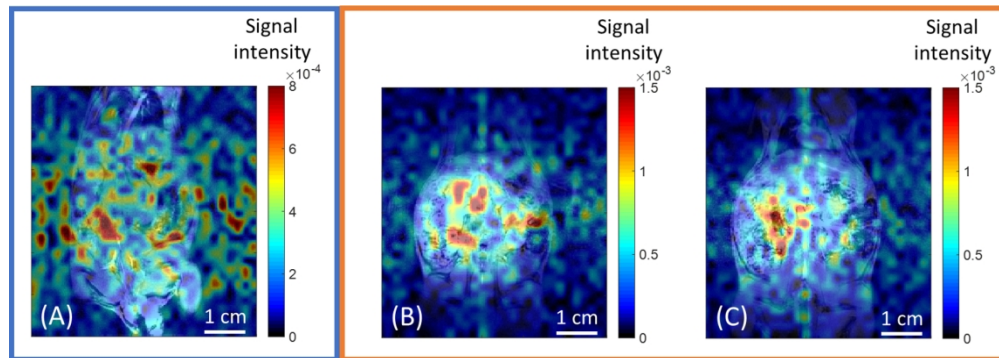 Signal
intensity
×10⁻⁴
8
6
4
2
0
(A)
1 cm
Signal
intensity
×10⁻³
1.5
1
0.5
0
(B)
1 cm
Signal
intensity
×10⁻³
1.5
1
0.5
0
(C)
1 cm